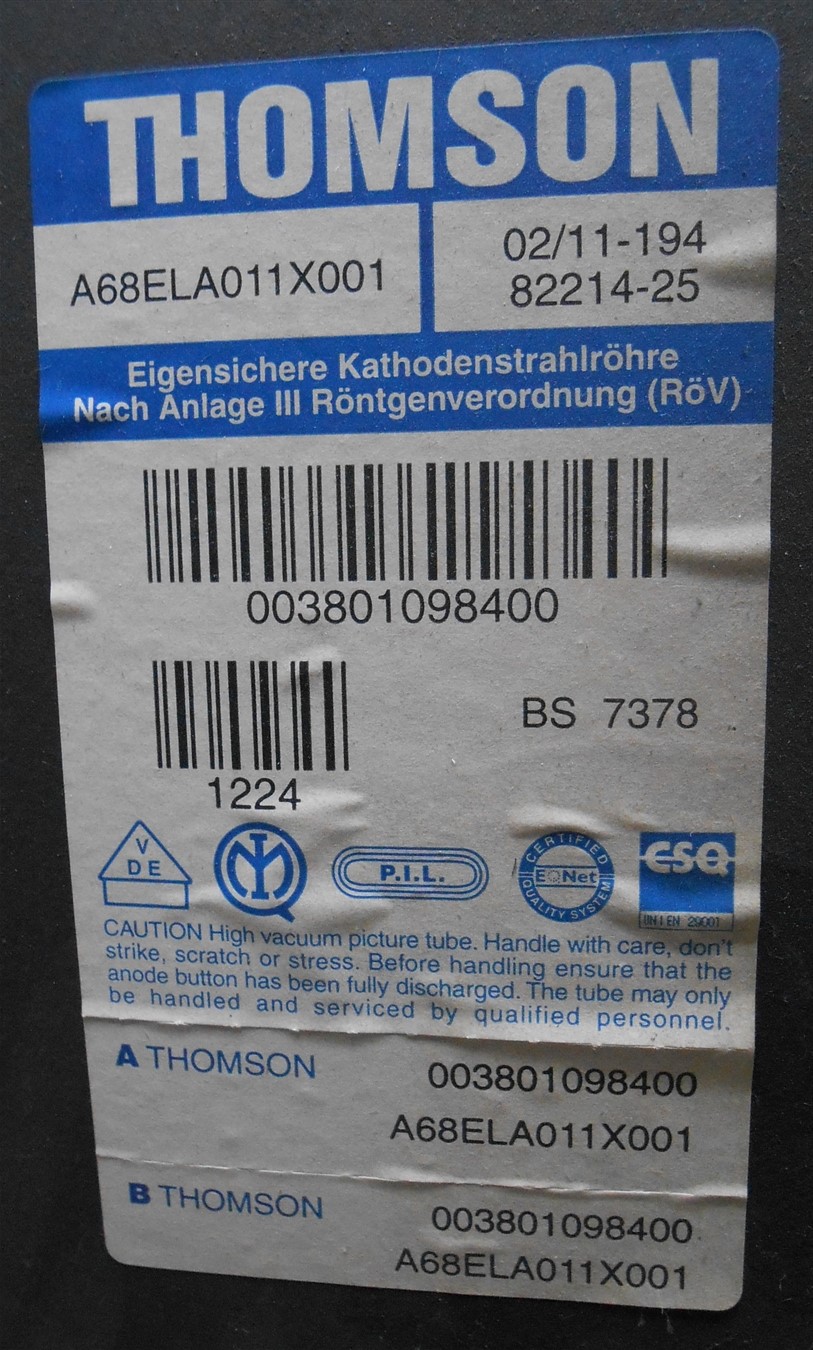 THOMSON
A68ELA011X001
02/11-194
82214-25
Eigensichere Kathodenstrahlröhre
Nach Anlage III Röntgenverordnung (RöV)
003801098400
BS 7378
1224
V
DE
P.I.L.
CERTIFIED
EQNet
QUALITY SYSTEM
CSQ
UNI EN 29001
CAUTION High vacuum picture tube. Handle with care, don't
strike, scratch or stress. Before handling ensure that the
anode button has been fully discharged. The tube may only
be handled and serviced by qualified personnel.
A THOMSON
003801098400
A68ELA011X001
B THOMSON
003801098400
A68ELA011X001